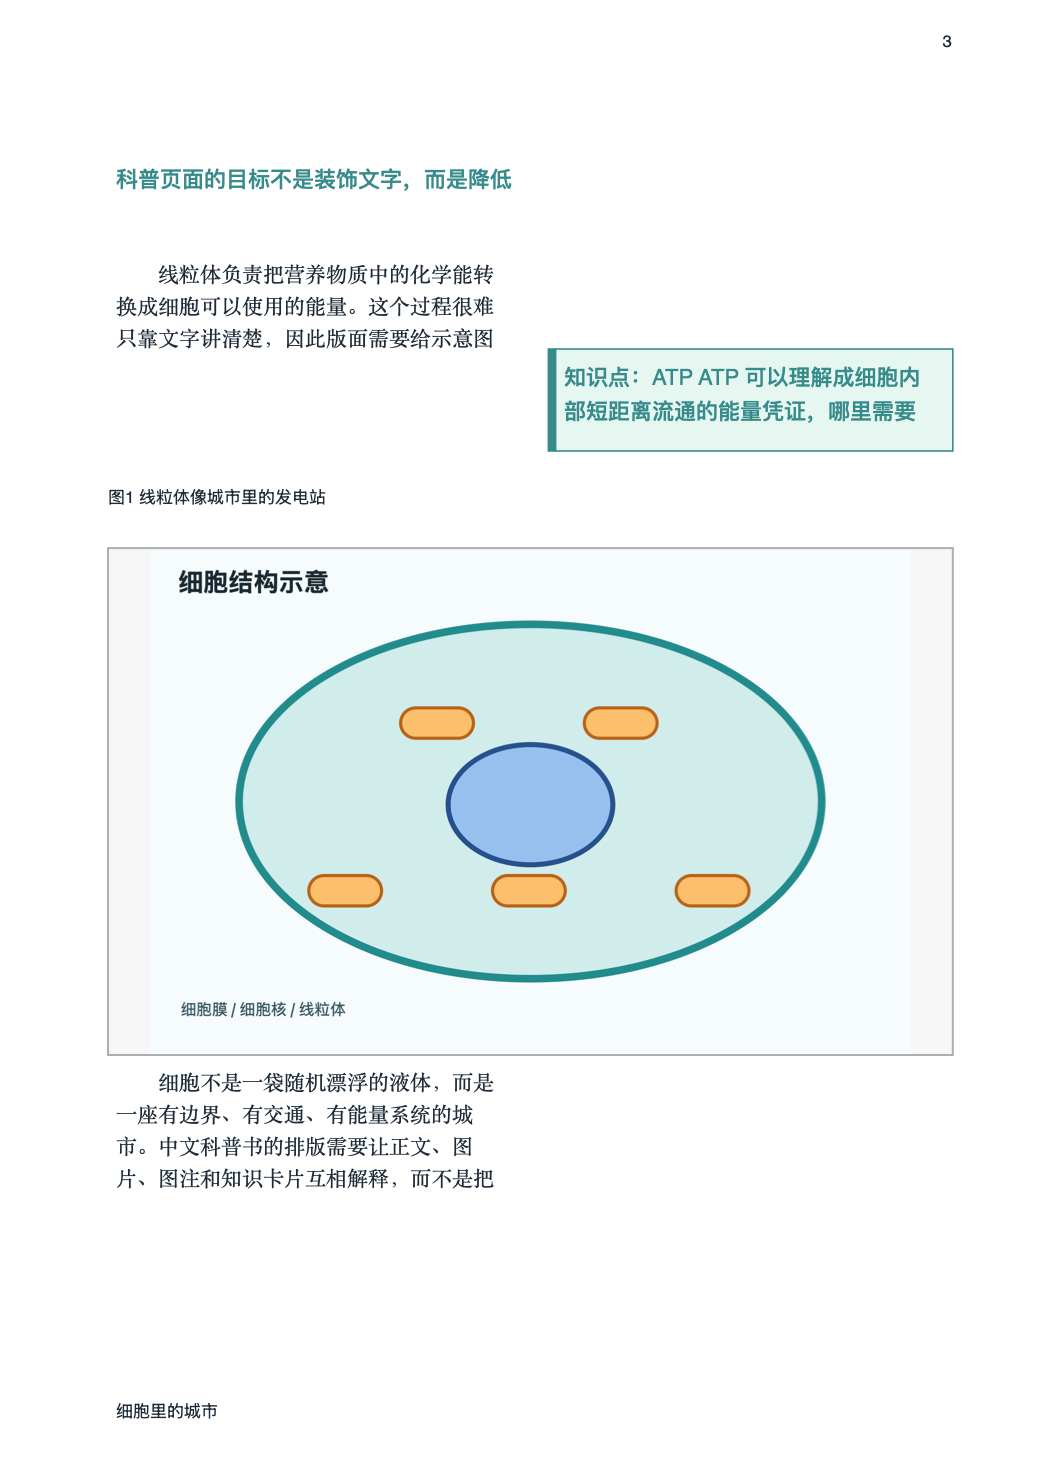 3
科普页面的目标不是装饰文字，而是降低
线粒体负责把营养物质中的化学能转
换成细胞可以使用的能量。这个过程很难
只靠文字讲清楚，因此版面需要给示意图
知识点：ATP ATP 可以理解成细胞内
部短距离流通的能量凭证，哪里需要
图1 线粒体像城市里的发电站
细胞结构示意
细胞膜 / 细胞核 / 线粒体
细胞不是一袋随机漂浮的液体，而是
一座有边界、有交通、有能量系统的城
市。中文科普书的排版需要让正文、图
片、图注和知识卡片互相解释，而不是把
细胞里的城市